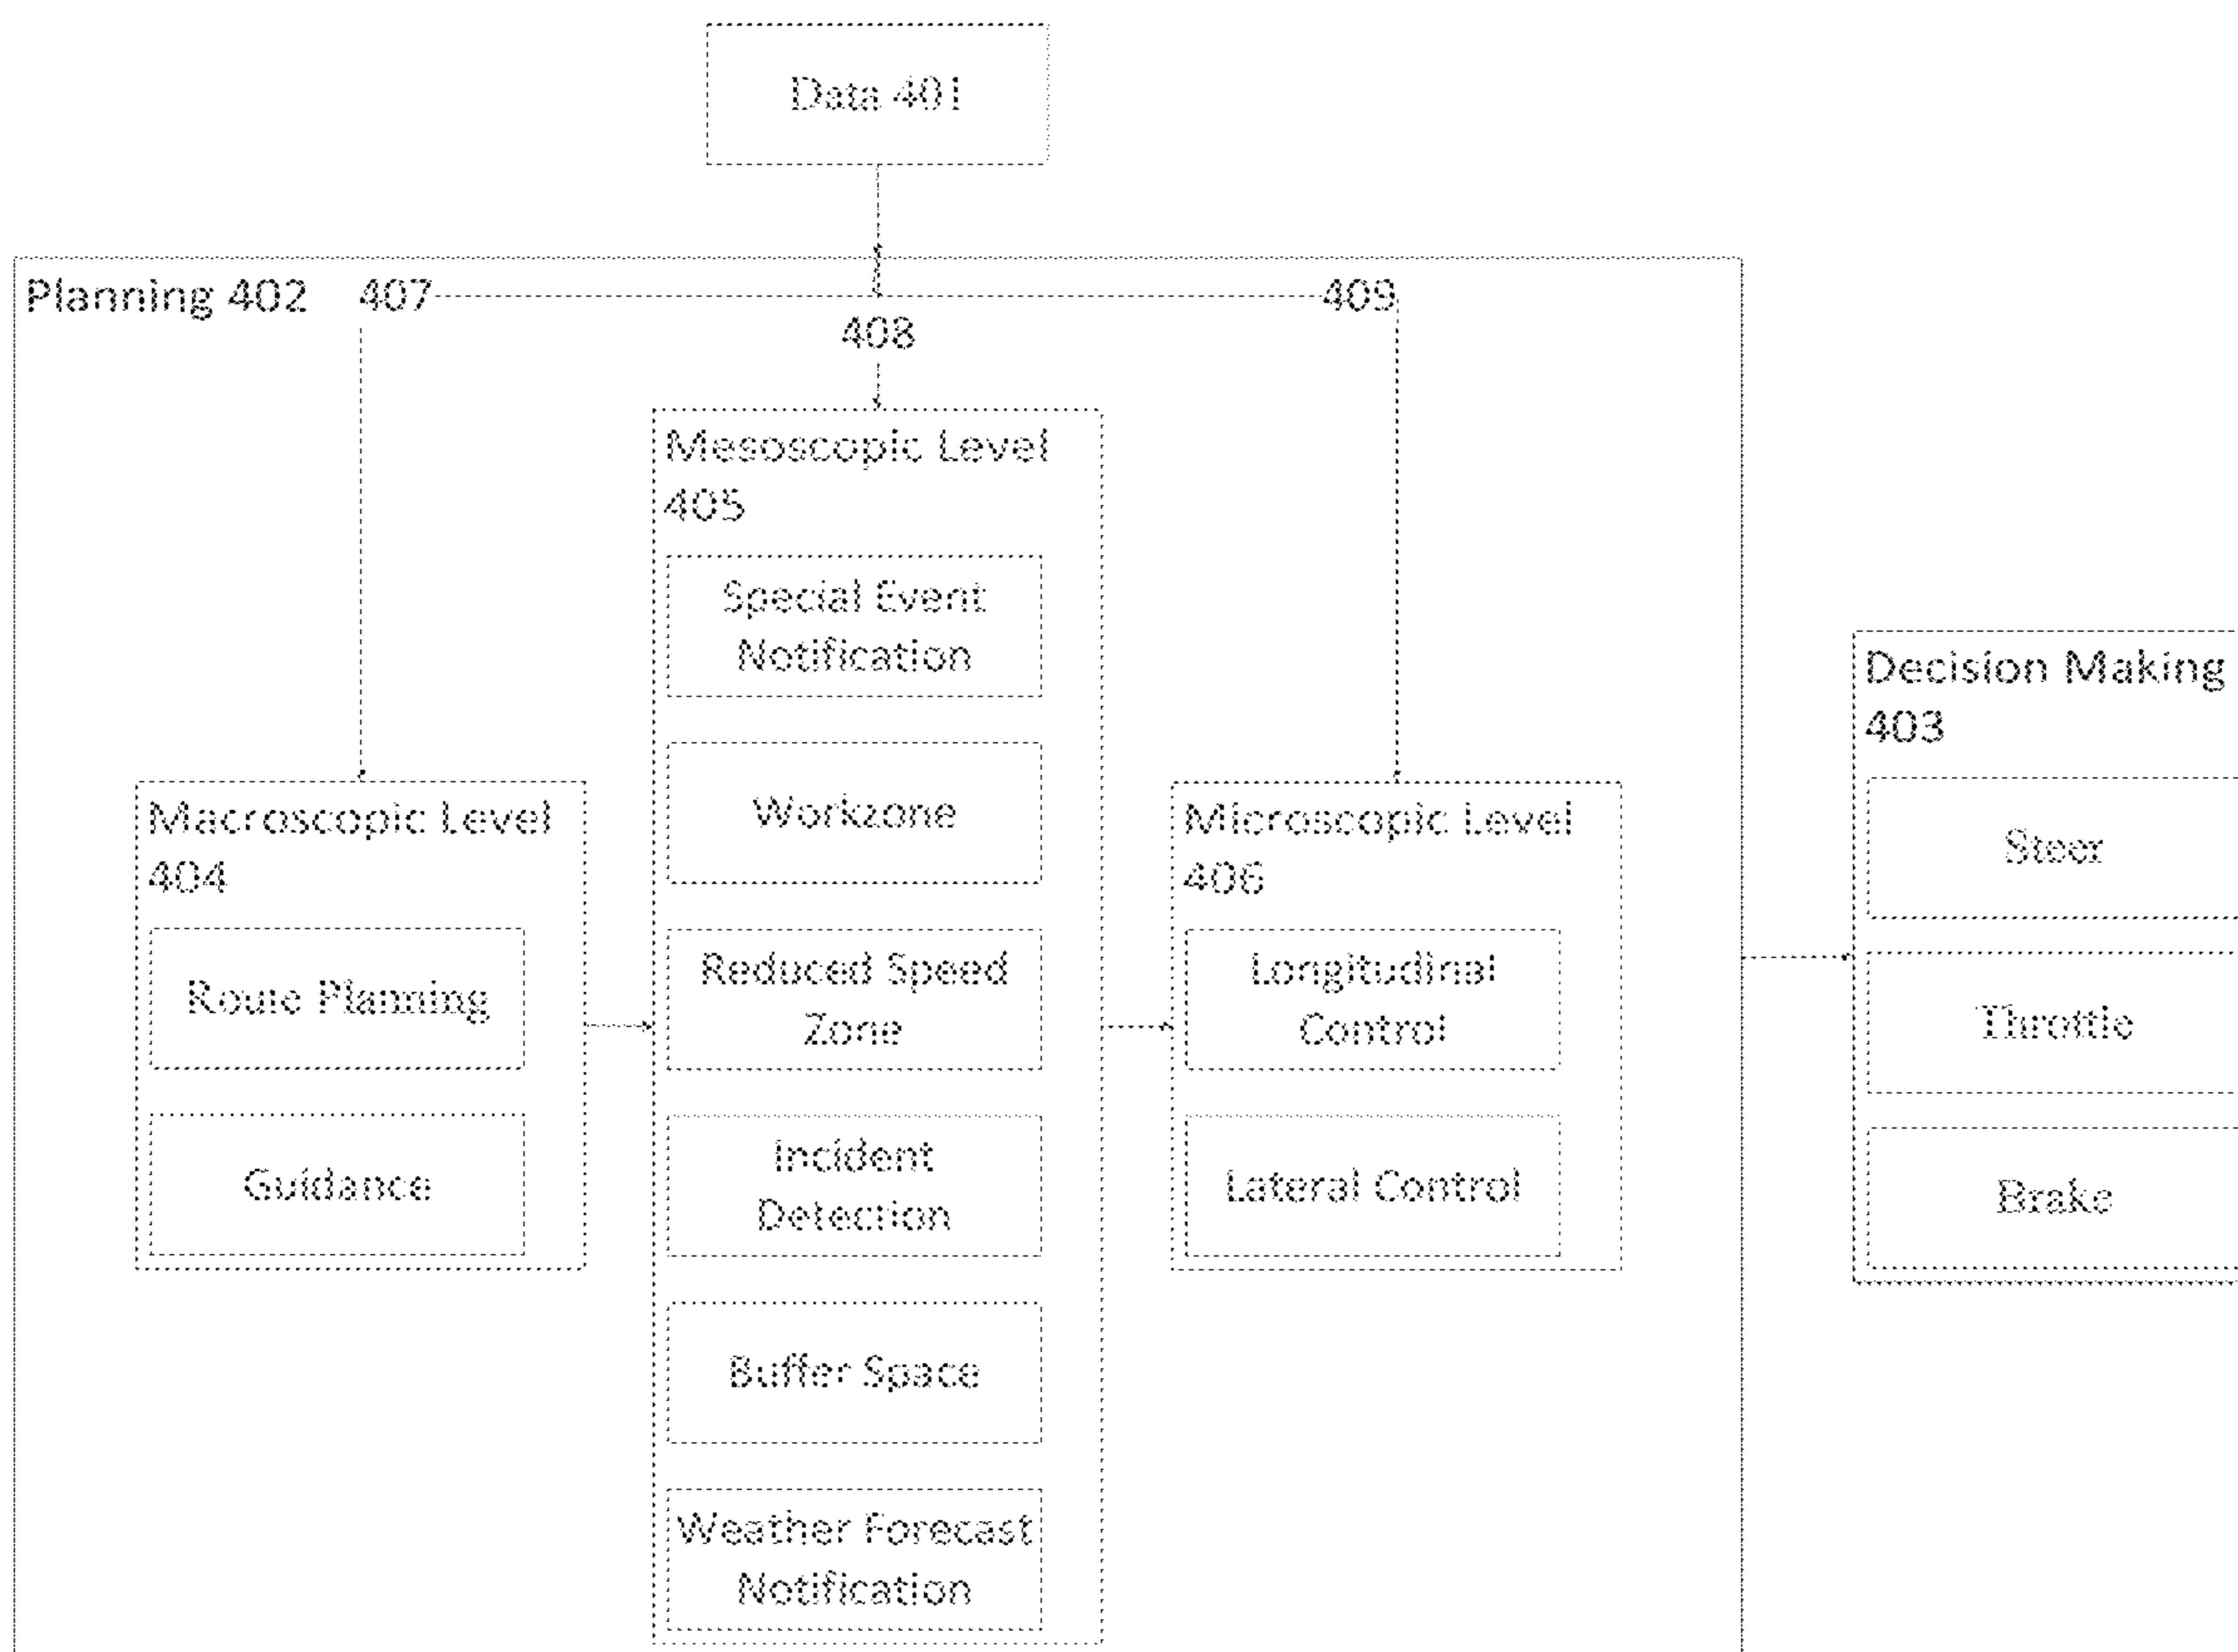 Data 401
Planning 402
407
408
409
Mesoscopic Level
405
Special Event
Notification
Workzone
Reduced Speed
Zone
Incident
Detection
Buffer Space
Weather Forecast
Notification
Macroscopic Level
404
Route Planning
Guidance
Microscopic Level
406
Longitudinal
Control
Lateral Control
Decision Making
403
Steer
Throttle
Brake